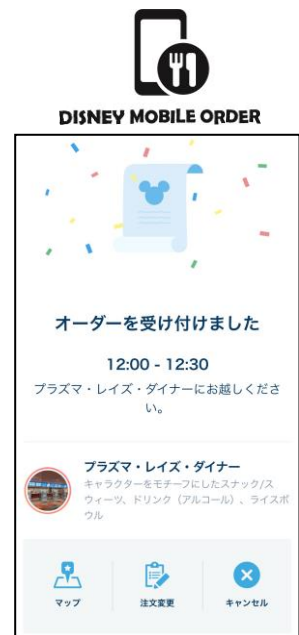 DISNEY MOBILE ORDER
オーダーを受け付けました
12:00 - 12:30
プラズマ・レイズ・ダイナーにお越しくださ
い。
プラズマ・レイズ・ダイナー
キャラクターをモチーフにしたスナック/ス
ウィーツ、ドリンク（アルコール）、ライスボ
ウル
マップ
注文変更
キャンセル